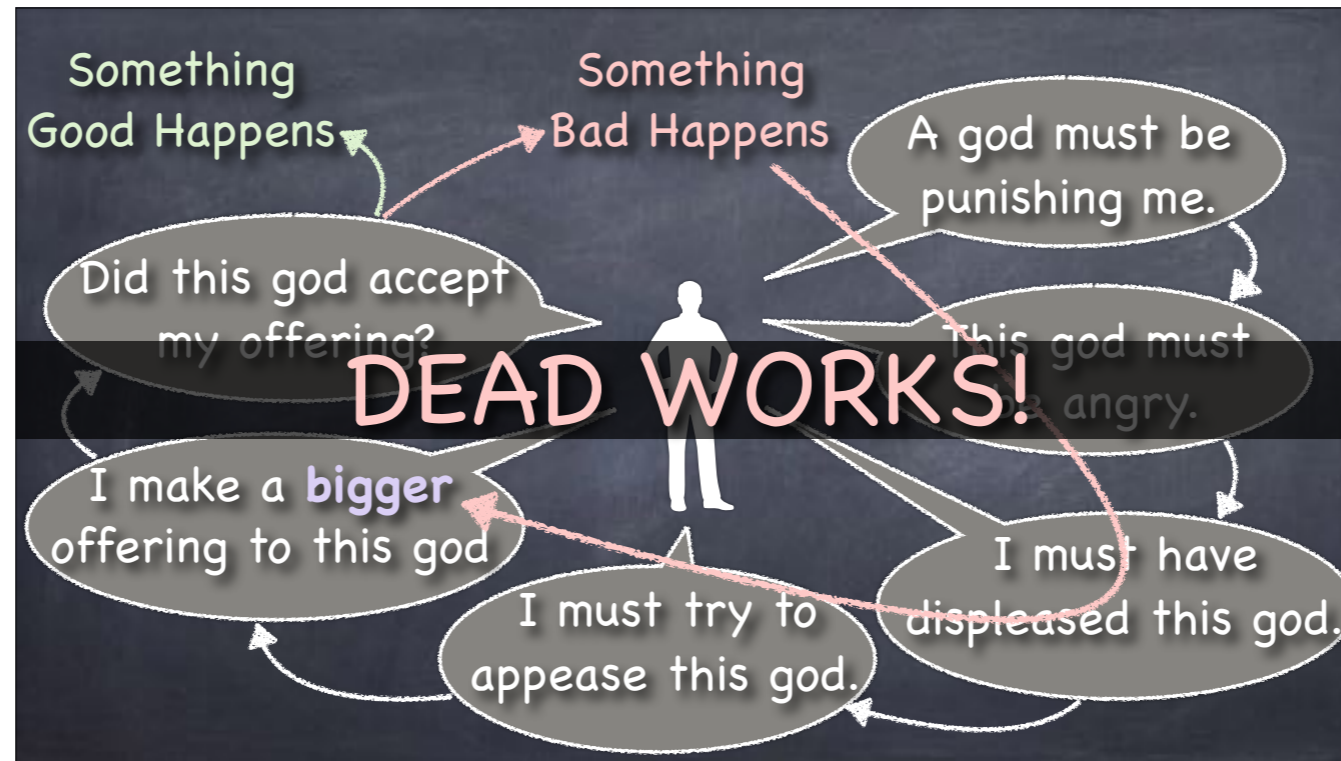 Something
Good Happens
Something
Bad Happens
A god must be
punishing me.
This god must
be angry.
I must have
displeased this god.
I must try to
appease this god.
I make a bigger
offering to this god
Did this god accept
my offering?
DEAD WORKS!